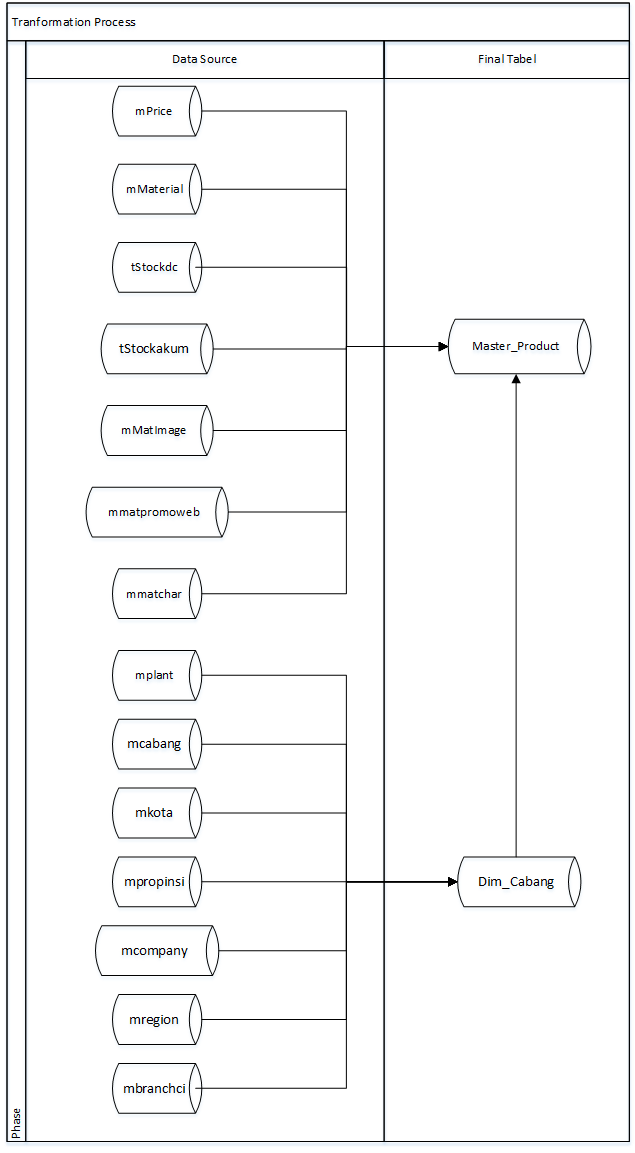 Tranformation Process
Data Source
Final Tabel
mPrice
mMaterial
tStockdc
tStockakum
Master_Product
mMatImage
mmatpromoweb
mmatchar
mplant
mcabang
mkota
mpropinsi
Dim_Cabang
mcompany
mregion
mbranchci
Phase